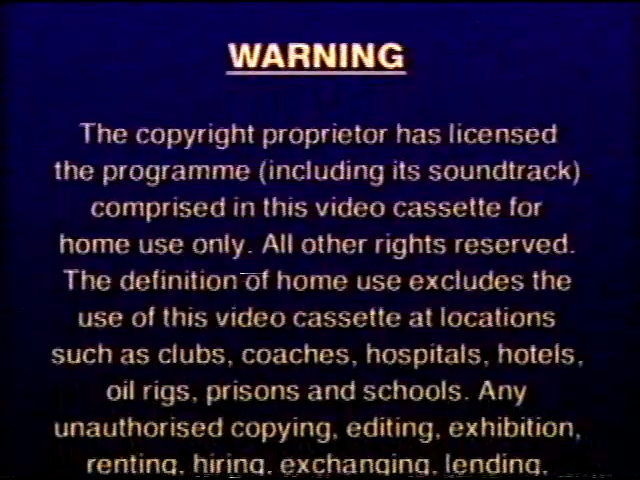 WARNING
The copyright proprietor has licensed
the programme (including its soundtrack)
comprised in this video cassette for
home use only. All other rights reserved.
The definition of home use excludes the
use of this video cassette at locations
such as clubs, coaches, hospitals, hotels,
oil rigs, prisons and schools. Any
unauthorised copying, editing, exhibition,
renting, hiring, exchanging, lending,